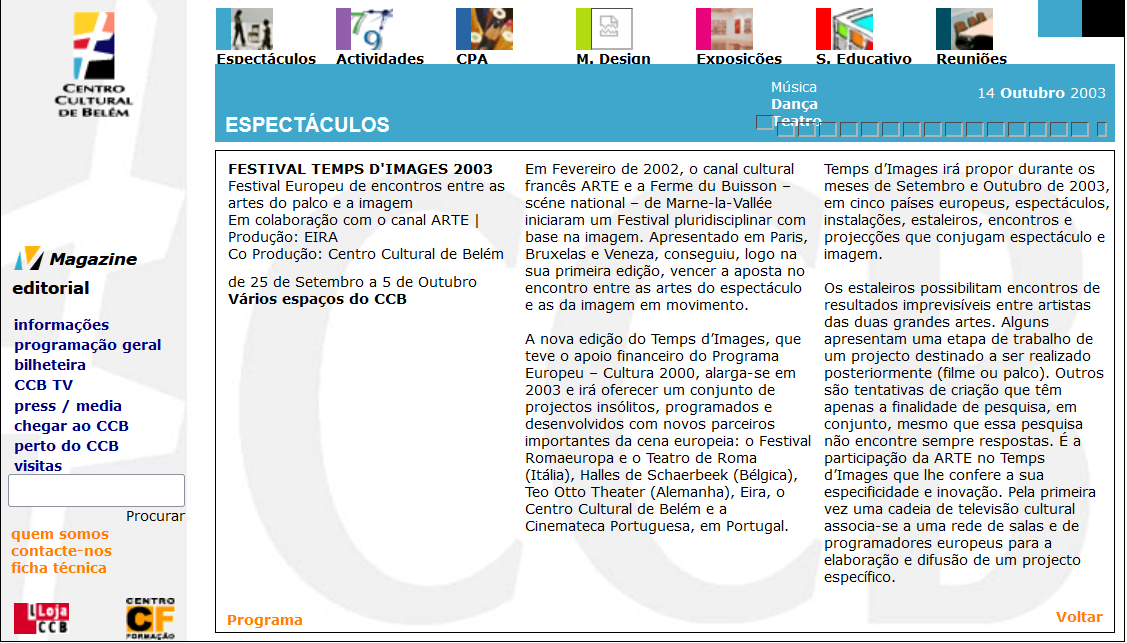 CENTRO
CULTURAL
DE BELÉM
Espectáculos
Actividades
CPA
M. Design
Exposições
S. Educativo
Reuniões
ESPECTÁCULOS
Música
Dança
Teatro
14 Outubro 2003
Magazine
editorial
informações
programação geral
bilheteira
CCB TV
press / media
chegar ao CCB
perto do CCB
visitas
Procurar
quem somos
contacte-nos
ficha técnica
Loja
CCB
CENTRO
CF
FORMAÇÃO
FESTIVAL TEMPS D'IMAGES 2003
Festival Europeu de encontros entre as
artes do palco e a imagem
Em colaboração com o canal ARTE |
Produção: EIRA
Co Produção: Centro Cultural de Belém
de 25 de Setembro a 5 de Outubro
Vários espaços do CCB
Em Fevereiro de 2002, o canal cultural
francês ARTE e a Ferme du Buisson –
scéne national – de Marne-la-Vallée
iniciaram um Festival pluridisciplinar com
base na imagem. Apresentado em Paris,
Bruxelas e Veneza, conseguiu, logo na
sua primeira edição, vencer a aposta no
encontro entre as artes do espectáculo
e as da imagem em movimento.
A nova edição do Temps d’Images, que
teve o apoio financeiro do Programa
Europeu – Cultura 2000, alarga-se em
2003 e irá oferecer um conjunto de
projectos insólitos, programados e
desenvolvidos com novos parceiros
importantes da cena europeia: o Festival
Romaeuropa e o Teatro de Roma
(Itália), Halles de Schaerbeek (Bélgica),
Teo Otto Theater (Alemanha), Eira, o
Centro Cultural de Belém e a
Cinemateca Portuguesa, em Portugal.
Temps d’Images irá propor durante os
meses de Setembro e Outubro de 2003,
em cinco países europeus, espectáculos,
instalações, estaleiros, encontros e
projecções que conjugam espectáculo e
imagem.
Os estaleiros possibilitam encontros de
resultados imprevisíveis entre artistas
das duas grandes artes. Alguns
apresentam uma etapa de trabalho de
um projecto destinado a ser realizado
posteriormente (filme ou palco). Outros
são tentativas de criação que têm
apenas a finalidade de pesquisa, em
conjunto, mesmo que essa pesquisa
não encontre sempre respostas. É a
participação da ARTE no Temps
d’Images que lhe confere a sua
especificidade e inovação. Pela primeira
vez uma cadeia de televisão cultural
associa-se a uma rede de salas e de
programadores europeus para a
elaboração e difusão de um projecto
específico.
Programa
Voltar